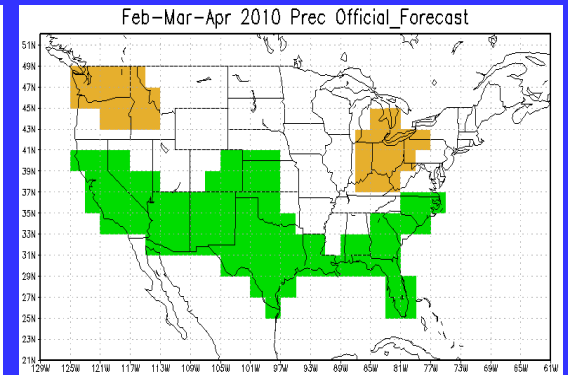 Feb-Mar-Apr 2010 Prec Official_Forecast
51N
49N
47N
45N
43N
41N
39N
37N
35N
33N
31N
29N
27N
25N
23N
21N
129W 125W 121W 117W 113W 109W 105W 101W 97W 93W 89W 85W 81W 77W 73W 69W 65W 61W